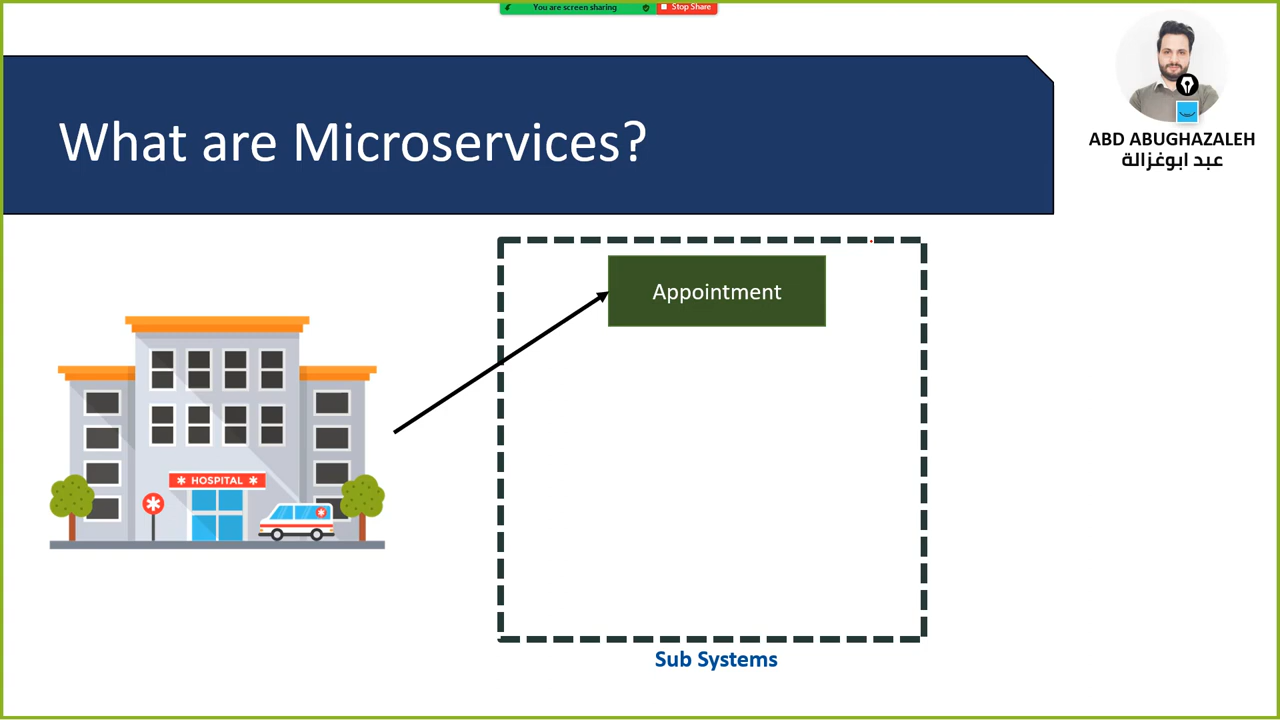 You are screen sharing
Stop Share
What are Microservices?
ABD ABUGHAZALEH
عبد ابوغزالة
Appointment
HOSPITAL
Sub Systems